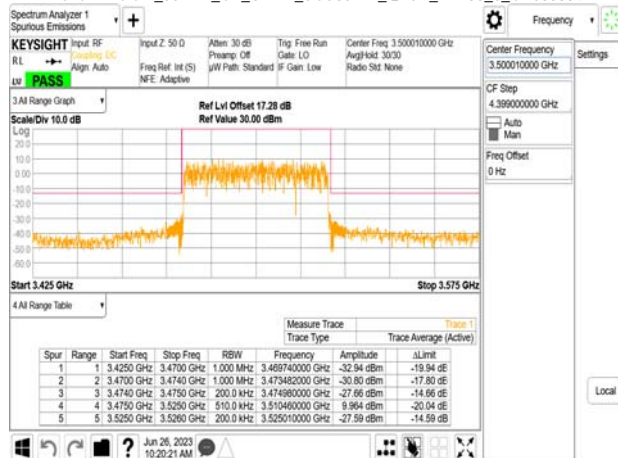 Spectrum Analyzer 1
Spurious Emissions
+
Frequency
KEYSIGHT
RL
PASS
Input: RF
Coupling: DC
Align: Auto
Input Z: 50 Ω
Freq Ref: Int (S)
NFE: Adaptive
Atten: 30 dB
Preamp: Off
µW Path: Standard
Trig: Free Run
Gate: LO
IF Gain: Low
Center Freq: 3.500010000 GHz
Avg|Hold: 30/30
Radio Std: None
Center Frequency
3.500010000 GHz
Settings
CF Step
4.399000000 GHz
Auto
Man
Freq Offset
0 Hz
3 All Range Graph
Scale/Div 10.0 dB
Ref Lvl Offset 17.28 dB
Ref Value 30.00 dBm
Log
20.0
10.0
0.00
-10.0
-20.0
-30.0
-40.0
-50.0
-60.0
Start 3.425 GHz
Stop 3.575 GHz
4 All Range Table
Measure Trace Trace 1
Trace Type Trace Average (Active)
Spur Range Start Freq Stop Freq RBW Frequency Amplitude ΔLimit
1 1 3.4250 GHz 3.4700 GHz 1.000 MHz 3.469740000 GHz -32.94 dBm -19.94 dB
2 2 3.4700 GHz 3.4740 GHz 1.000 MHz 3.473482000 GHz -30.80 dBm -17.80 dB
3 3 3.4740 GHz 3.4750 GHz 200.0 kHz 3.474980000 GHz -27.66 dBm -14.66 dB
4 4 3.4750 GHz 3.5250 GHz 510.0 kHz 3.510460000 GHz 9.964 dBm -20.04 dB
5 5 3.5250 GHz 3.5260 GHz 200.0 kHz 3.525010000 GHz -27.59 dBm -14.59 dB
Local
?
Jun 26, 2023
10:20:21 AM